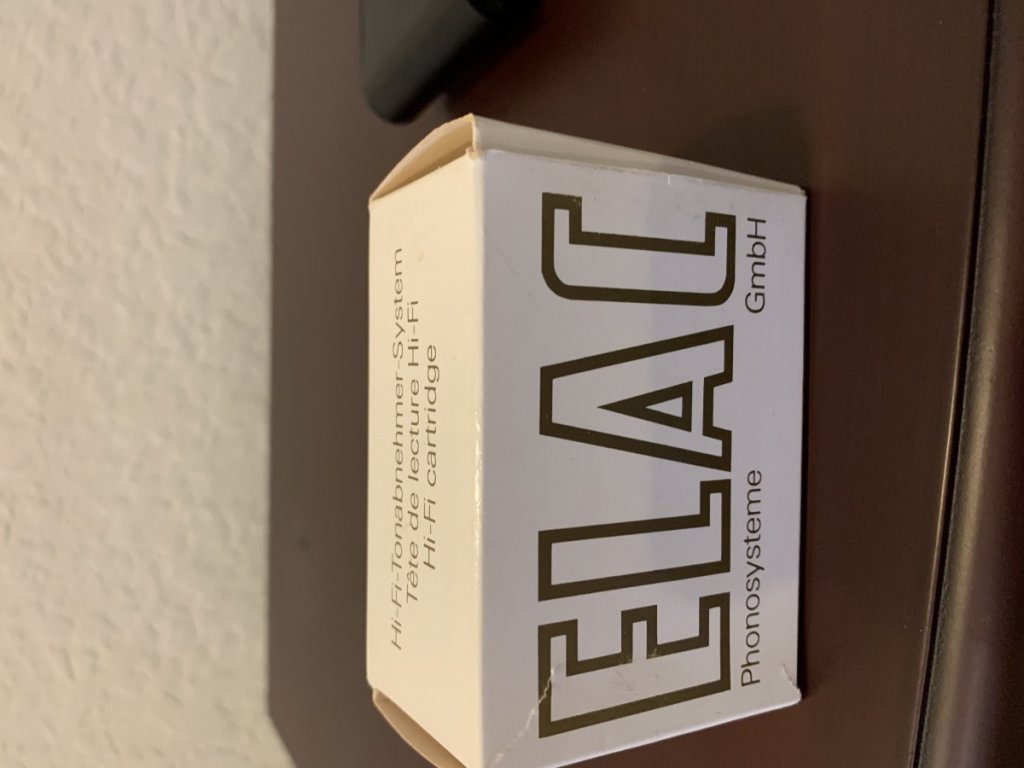 Hi-Fi-Tonabnehmer-System
Tête de lecture Hi-Fi
Hi-Fi cartridge
ELAC
Phonosysteme GmbH